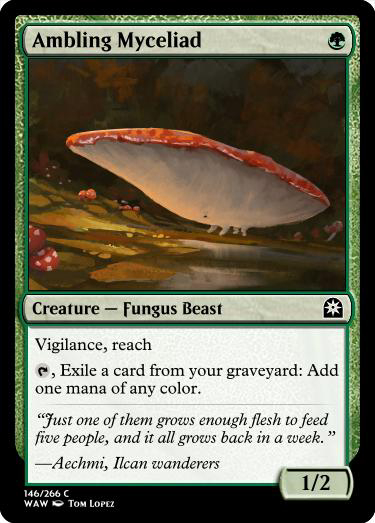 Ambling Myceliad
Creature — Fungus Beast
Vigilance, reach
, Exile a card from your graveyard: Add
one mana of any color.
“Just one of them grows enough flesh to feed
five people, and it all grows back in a week.”
—Aechmi, Ilcan wanderers
1/2
146/266 C
WAW Tom Lopez